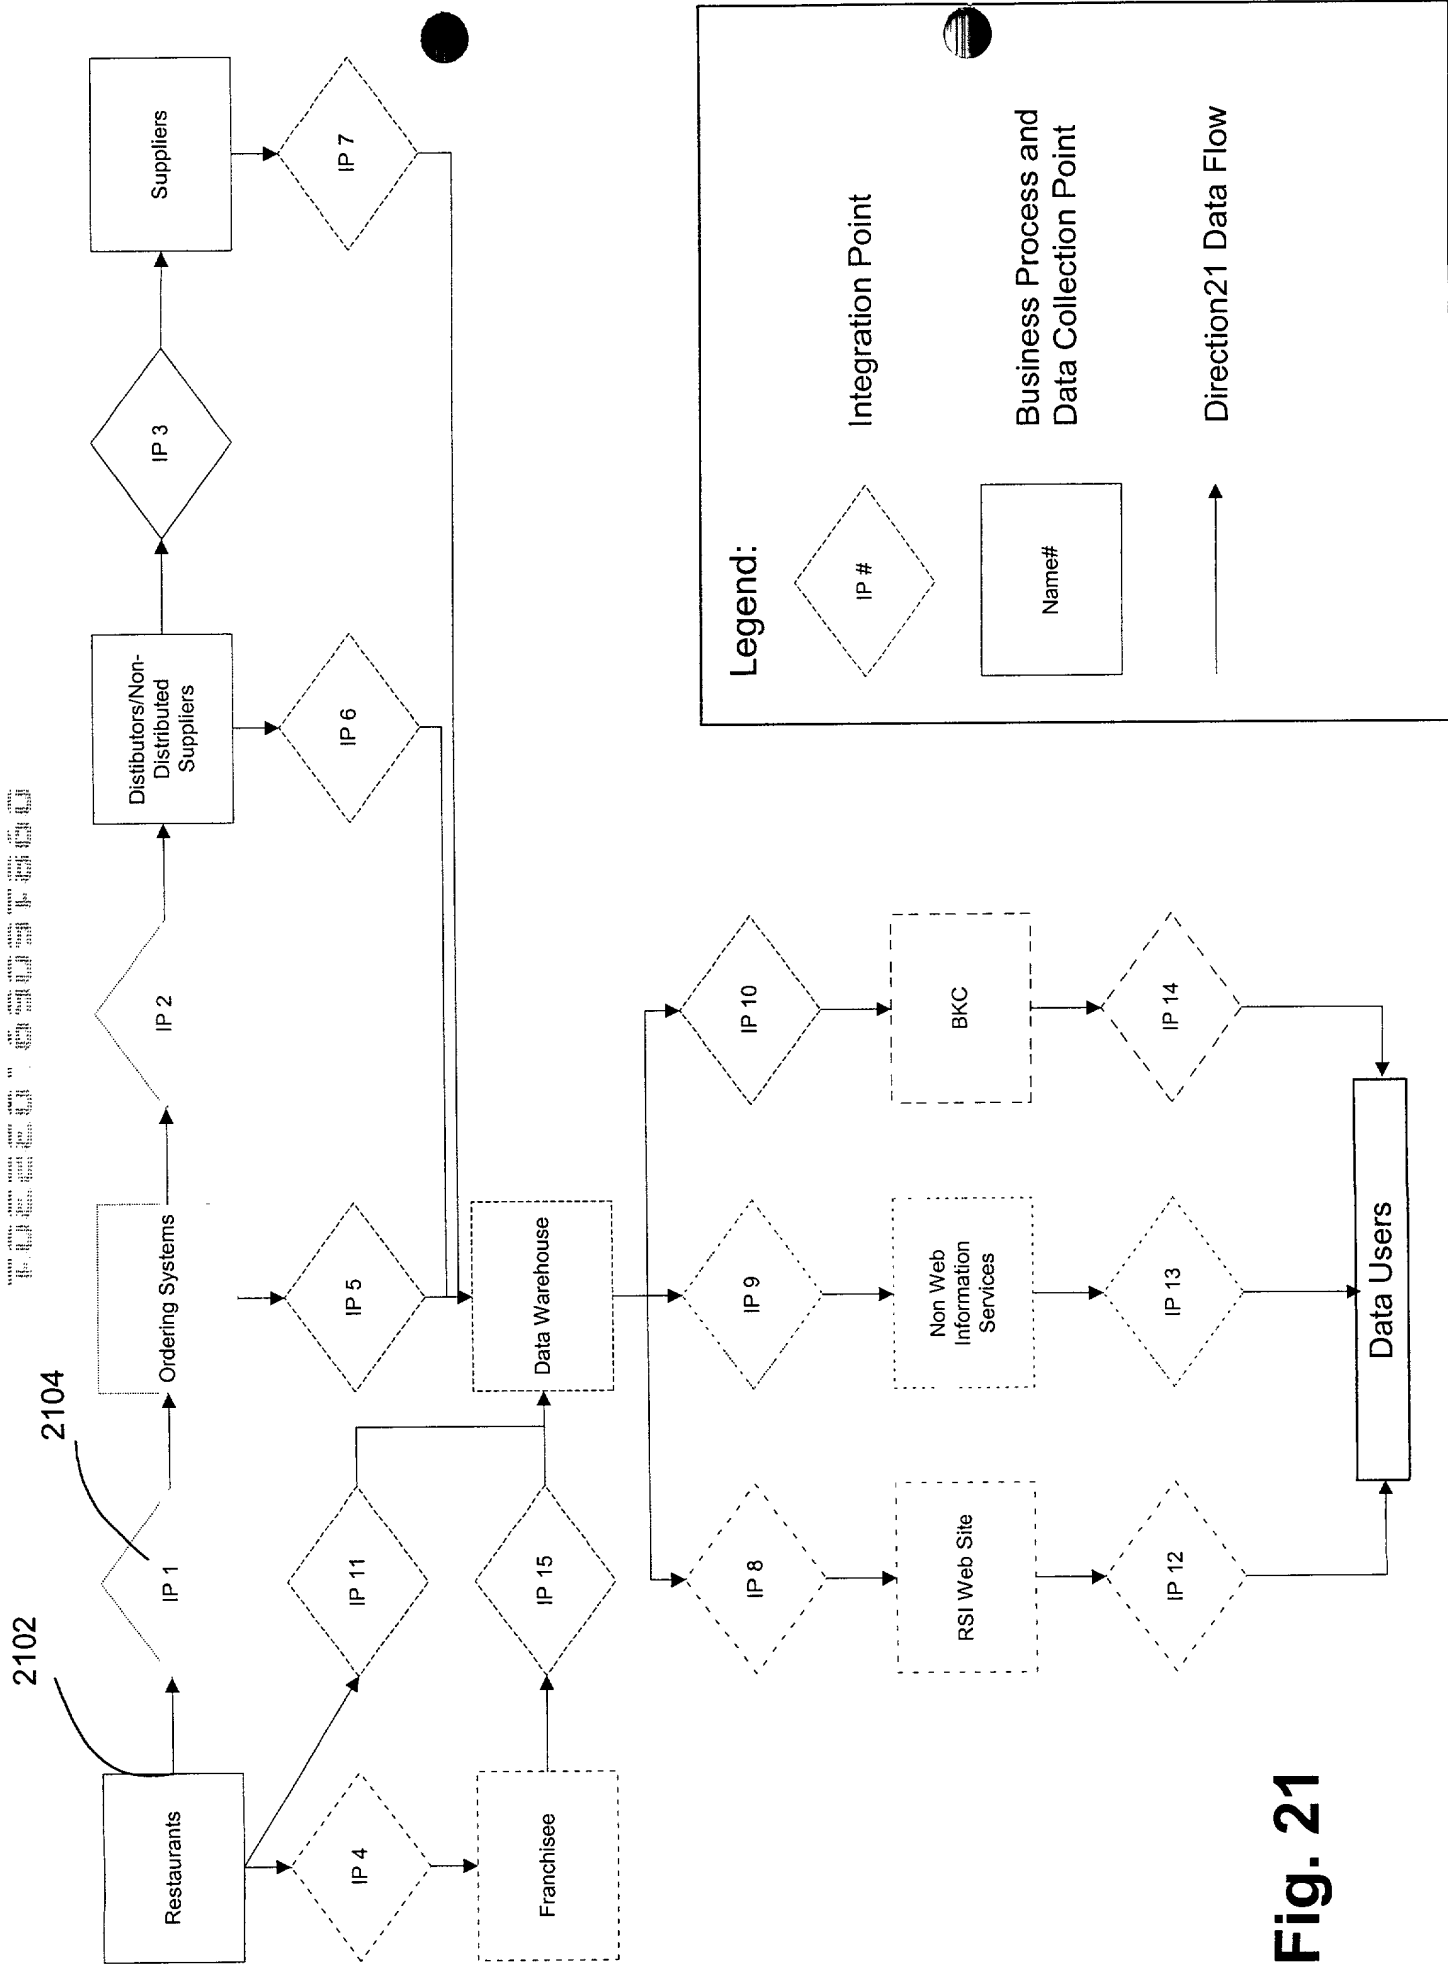 2102
2104
Restaurants
IP 1
Ordering Systems
IP 2
Distibutors/Non-
Distributed
Suppliers
IP 3
Suppliers
IP 4
IP 11
IP 5
IP 6
IP 7
Franchisee
IP 15
Data Warehouse
IP 8
IP 9
IP 10
RSI Web Site
Non Web
Information
Services
BKC
IP 12
IP 13
IP 14
Data Users
Legend:
IP #
Integration Point
Name#
Business Process and
Data Collection Point
Direction21 Data Flow
Fig. 21